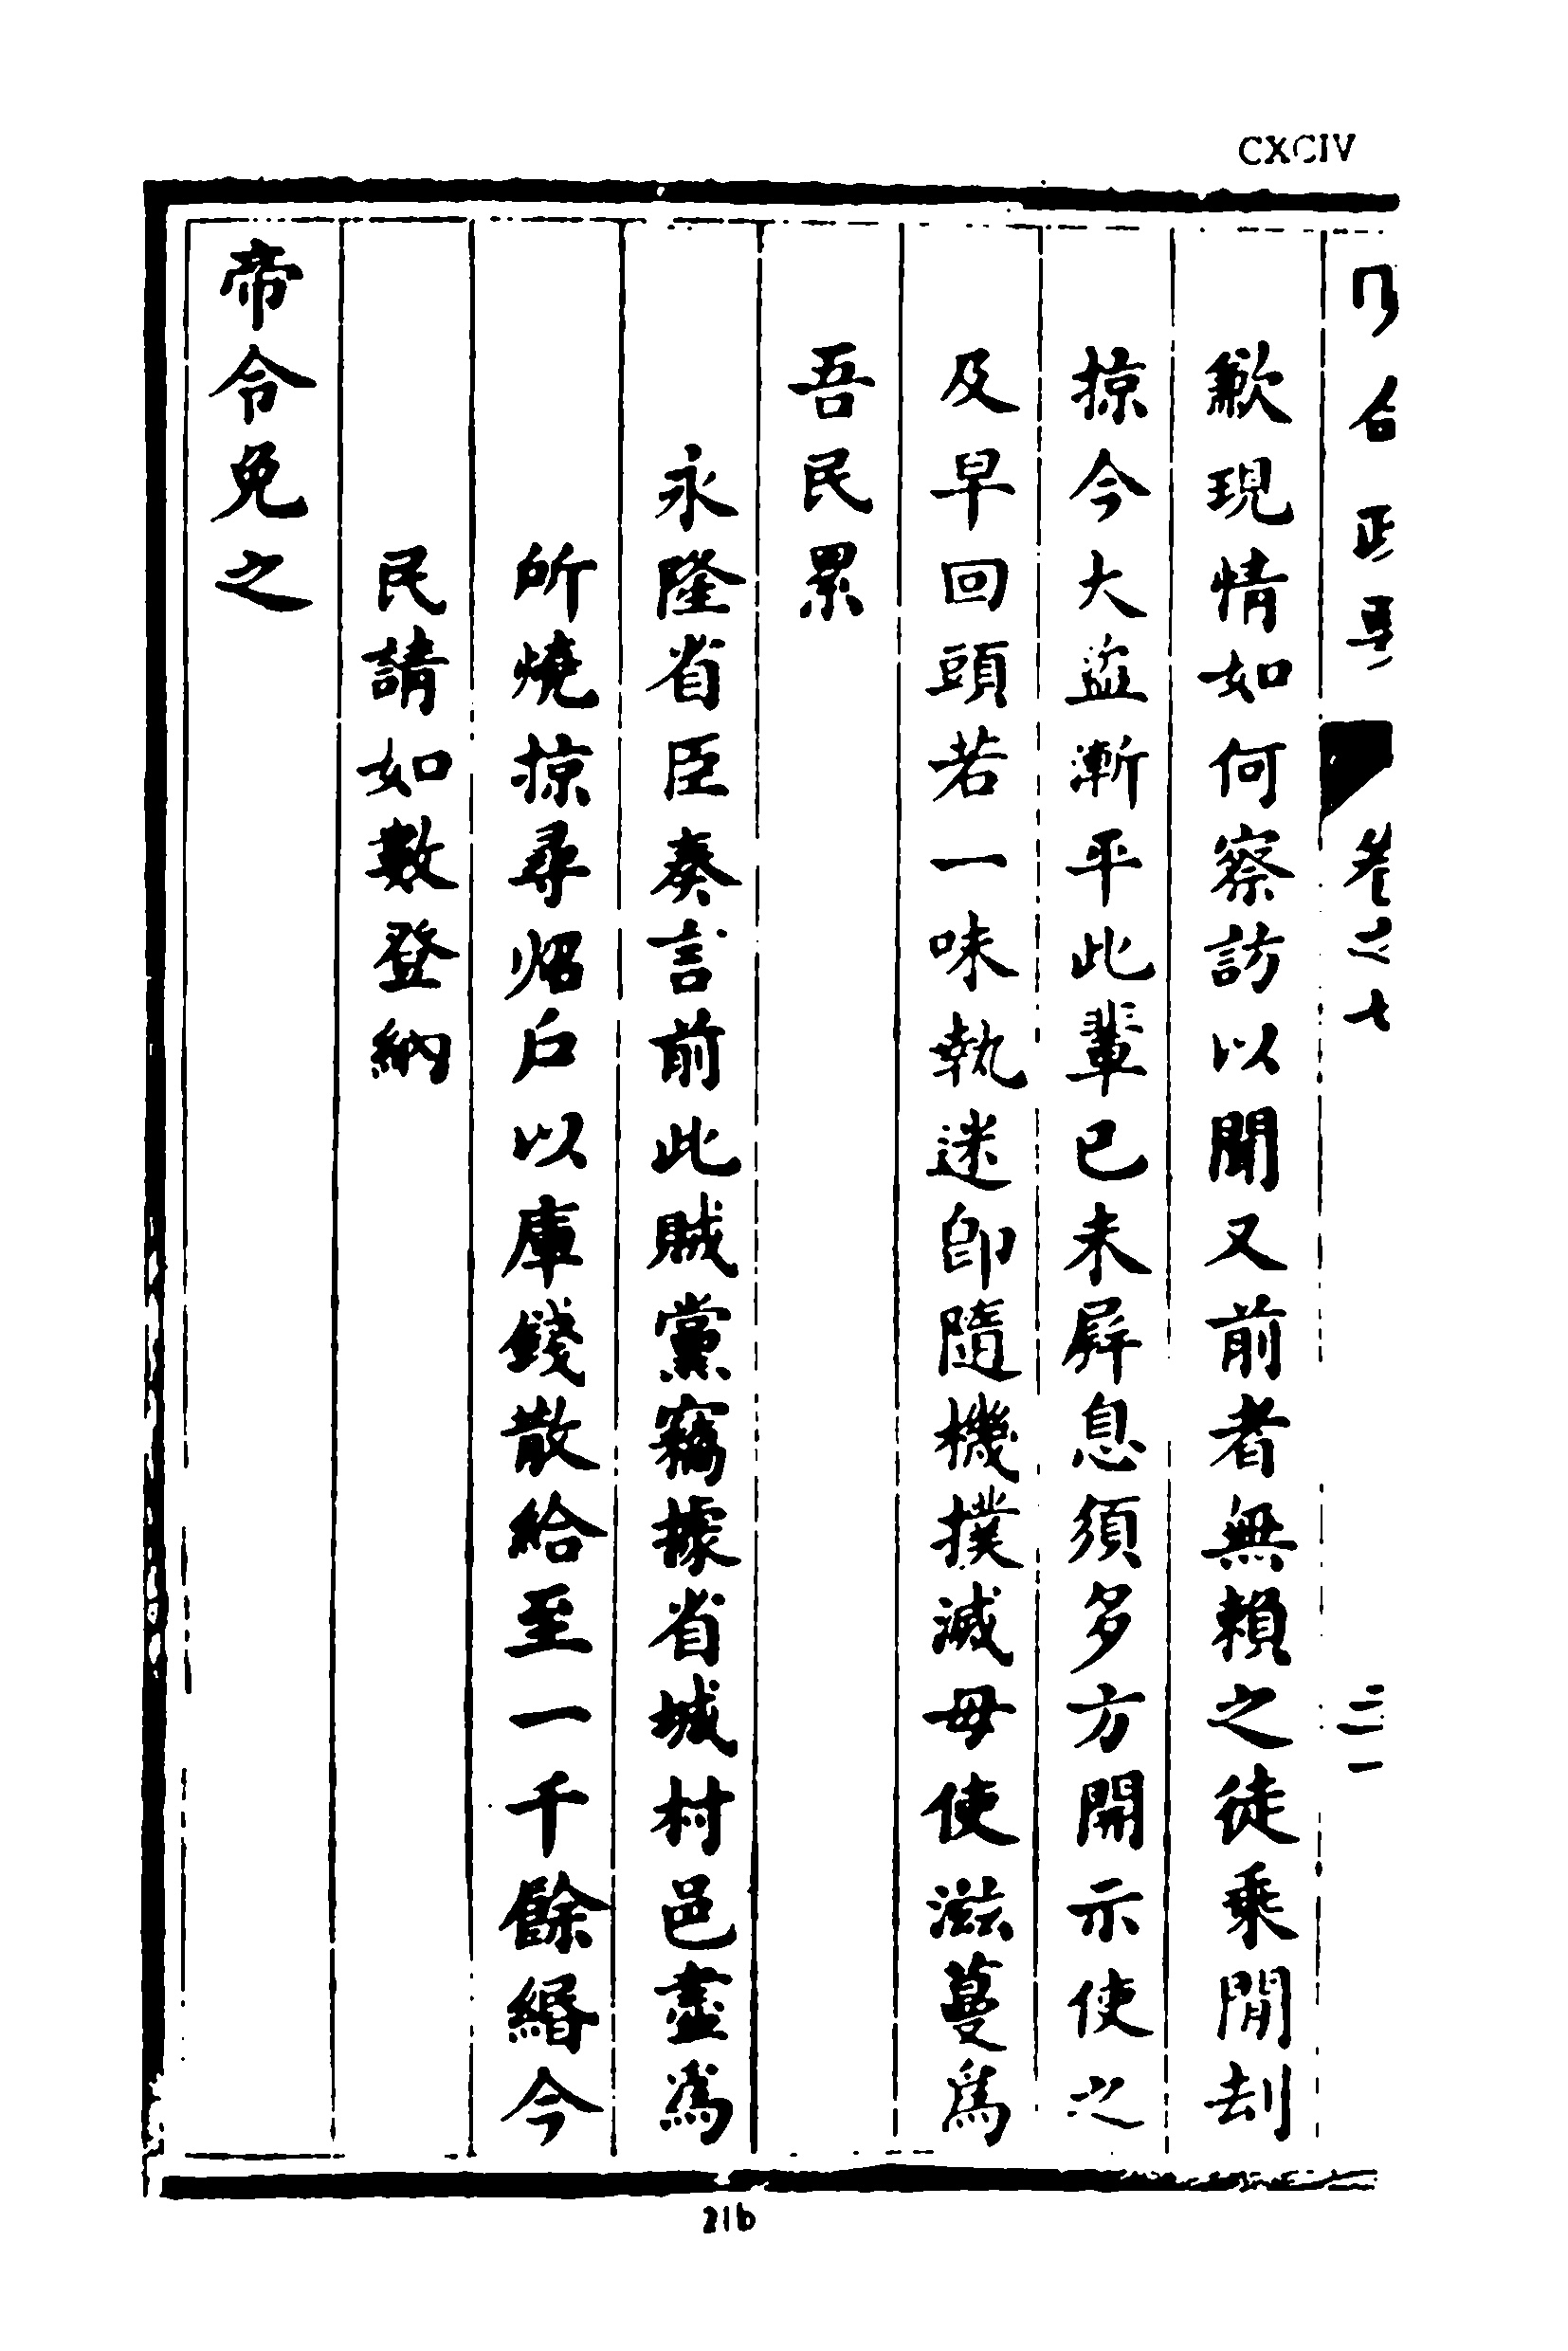 CXCIV
卷之七
二一
歉現情如何察訪以聞又前者無賴之徒乘閒刦
掠今大盜漸平此輩已未屏息須多方開示使之
及早回頭若一味執迷卽隨機撲滅毋使滋蔓爲
吾民累
永隆省臣奏言前此賊黨竊據省城村邑盡爲
所燒掠尋炤戶以庫錢散給至一千餘緡今
民請如數登納
帝令免之
21b